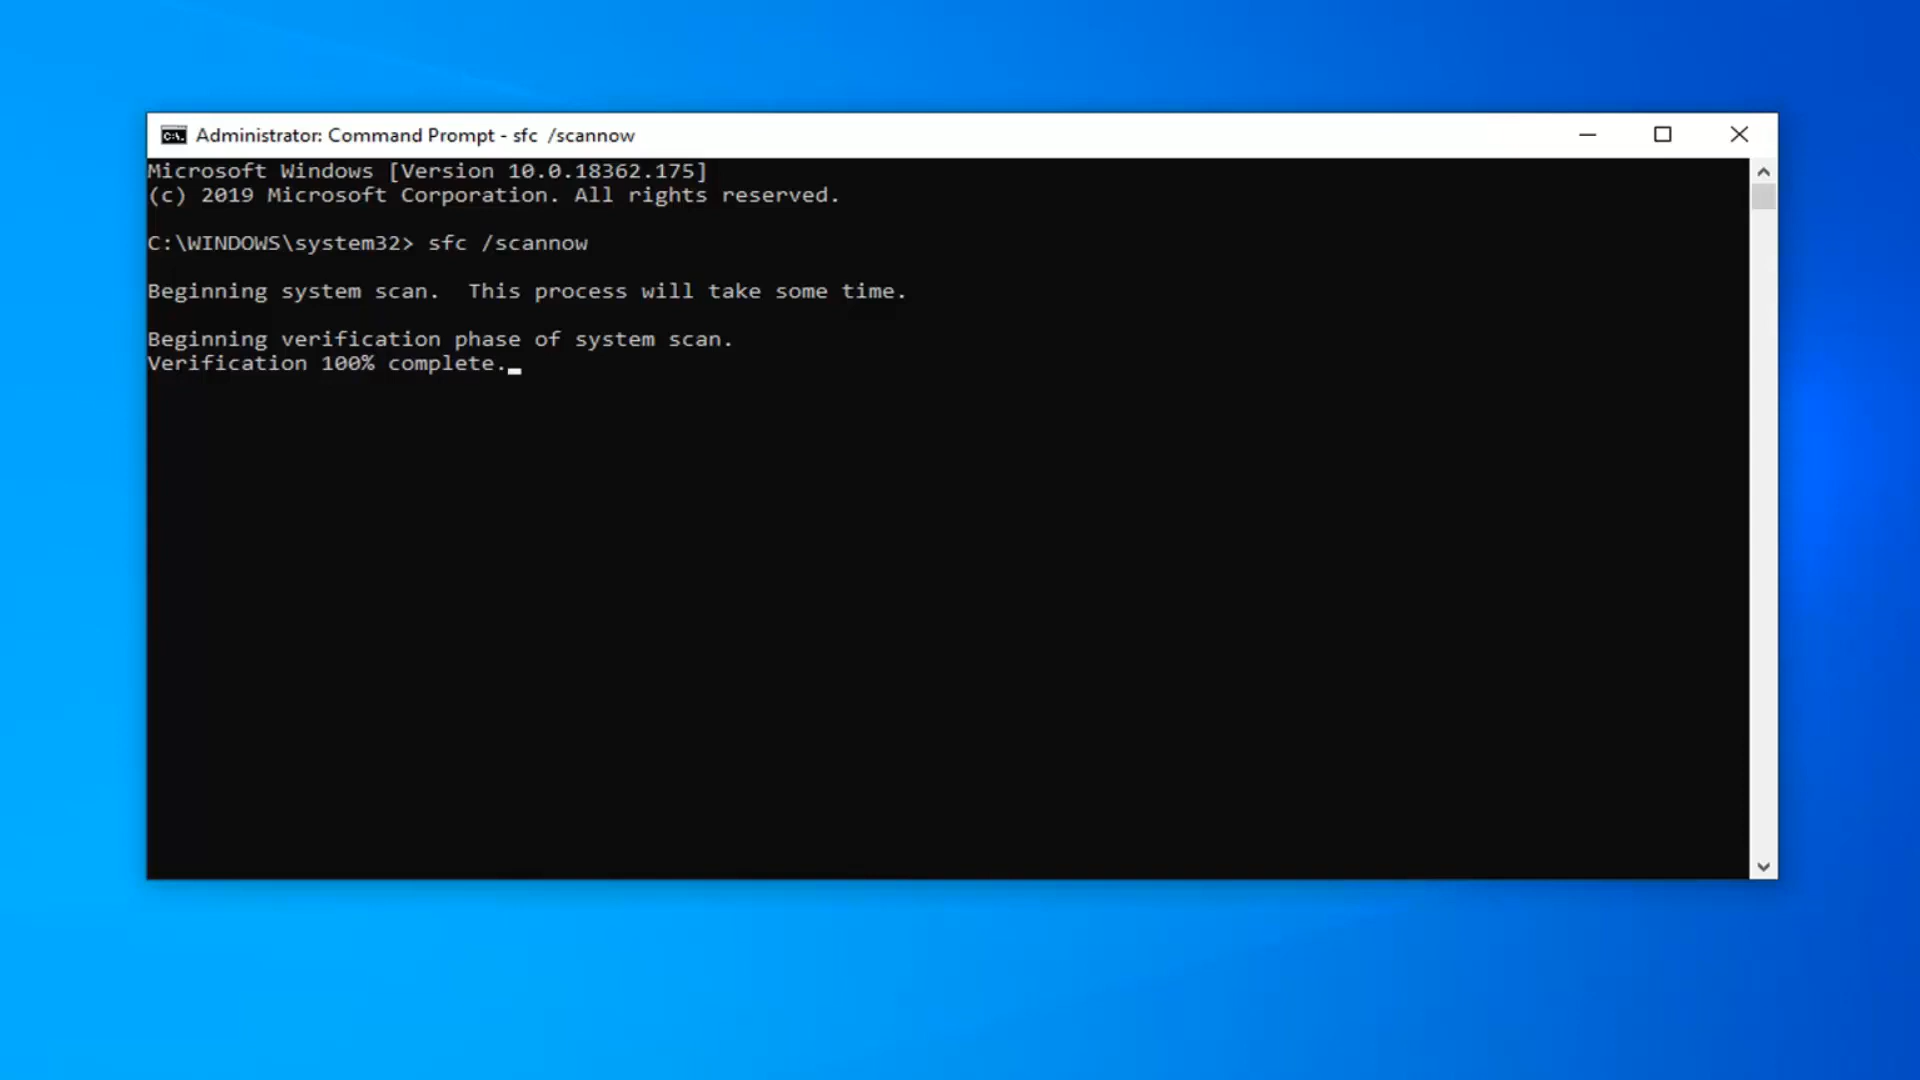 Administrator: Command Prompt - sfc  /scannow
Microsoft Windows [Version 10.0.18362.175]
(c) 2019 Microsoft Corporation. All rights reserved.
C:\WINDOWS\system32> sfc /scannow
Beginning system scan.  This process will take some time.
Beginning verification phase of system scan.
Verification 100% complete.